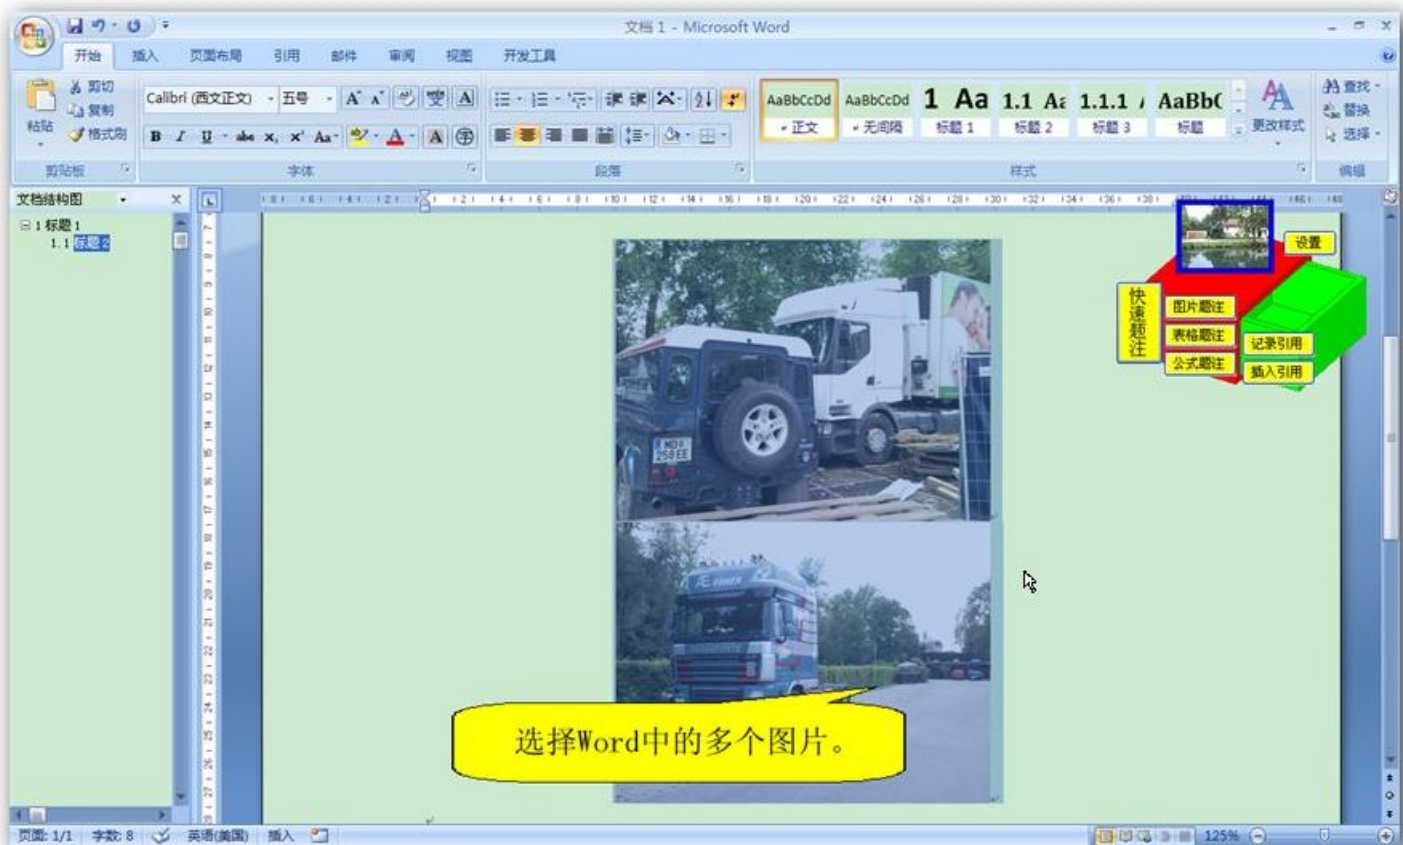 文档 1 - Microsoft Word
开始 插入 页面布局 引用 邮件 审阅 视图 开发工具
粘贴
剪切
复制
格式刷
剪贴板
Calibri (西文正文) 五号
字体
段落
AaBbCcDd AaBbCcDd 1 Aa 1.1 Aa 1.1.1 AaBbC
正文 无间隔 标题 1 标题 2 标题 3 标题
更改样式
样式
查找
替换
选择
编辑
文档结构图
1 标题 1
1.1 标题 2
设置
快速题注
图片题注
表格题注
公式题注
记录引用
插入引用
MD
258EE
选择Word中的多个图片。
页面: 1/1 字数: 8 英语(美国) 插入 125%